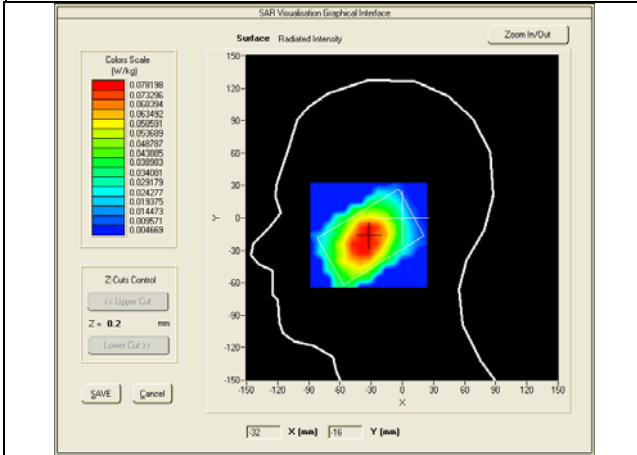 SAR Visualisation Graphical Interface
Surface Radiated Intensity
Zoom In/Out
Colors Scale
(W/kg)
0.078198
0.073296
0.068394
0.063492
0.058591
0.053689
0.048787
0.043885
0.038983
0.034081
0.029179
0.024277
0.019375
0.014473
0.009571
0.004669
Z-Cuts Control
<< Upper Cut
Z = 0.2 mm
Lower Cut >>
SAVE Cancel
150-
120-
90-
60-
30-
0-
-30-
-60-
-90-
-120-
-150-
Y
-150 -120 -90 -60 -30 0 30 60 90 120 150
X
-32 X (mm) -16 Y (mm)